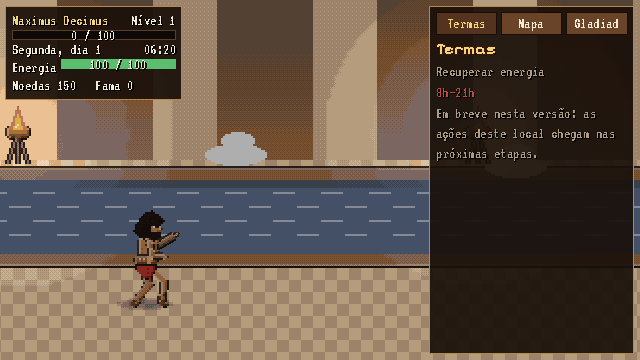 Maximus Decimus Nível 1
0 / 100
Segunda, dia 1 06:20
Energia 100 / 100
Moedas 150 Fama 0
Termas Mapa Gladiad
Termas
Recuperar energia
8h-21h
Em breve nesta versão: as
ações deste local chegam nas
próximas etapas.